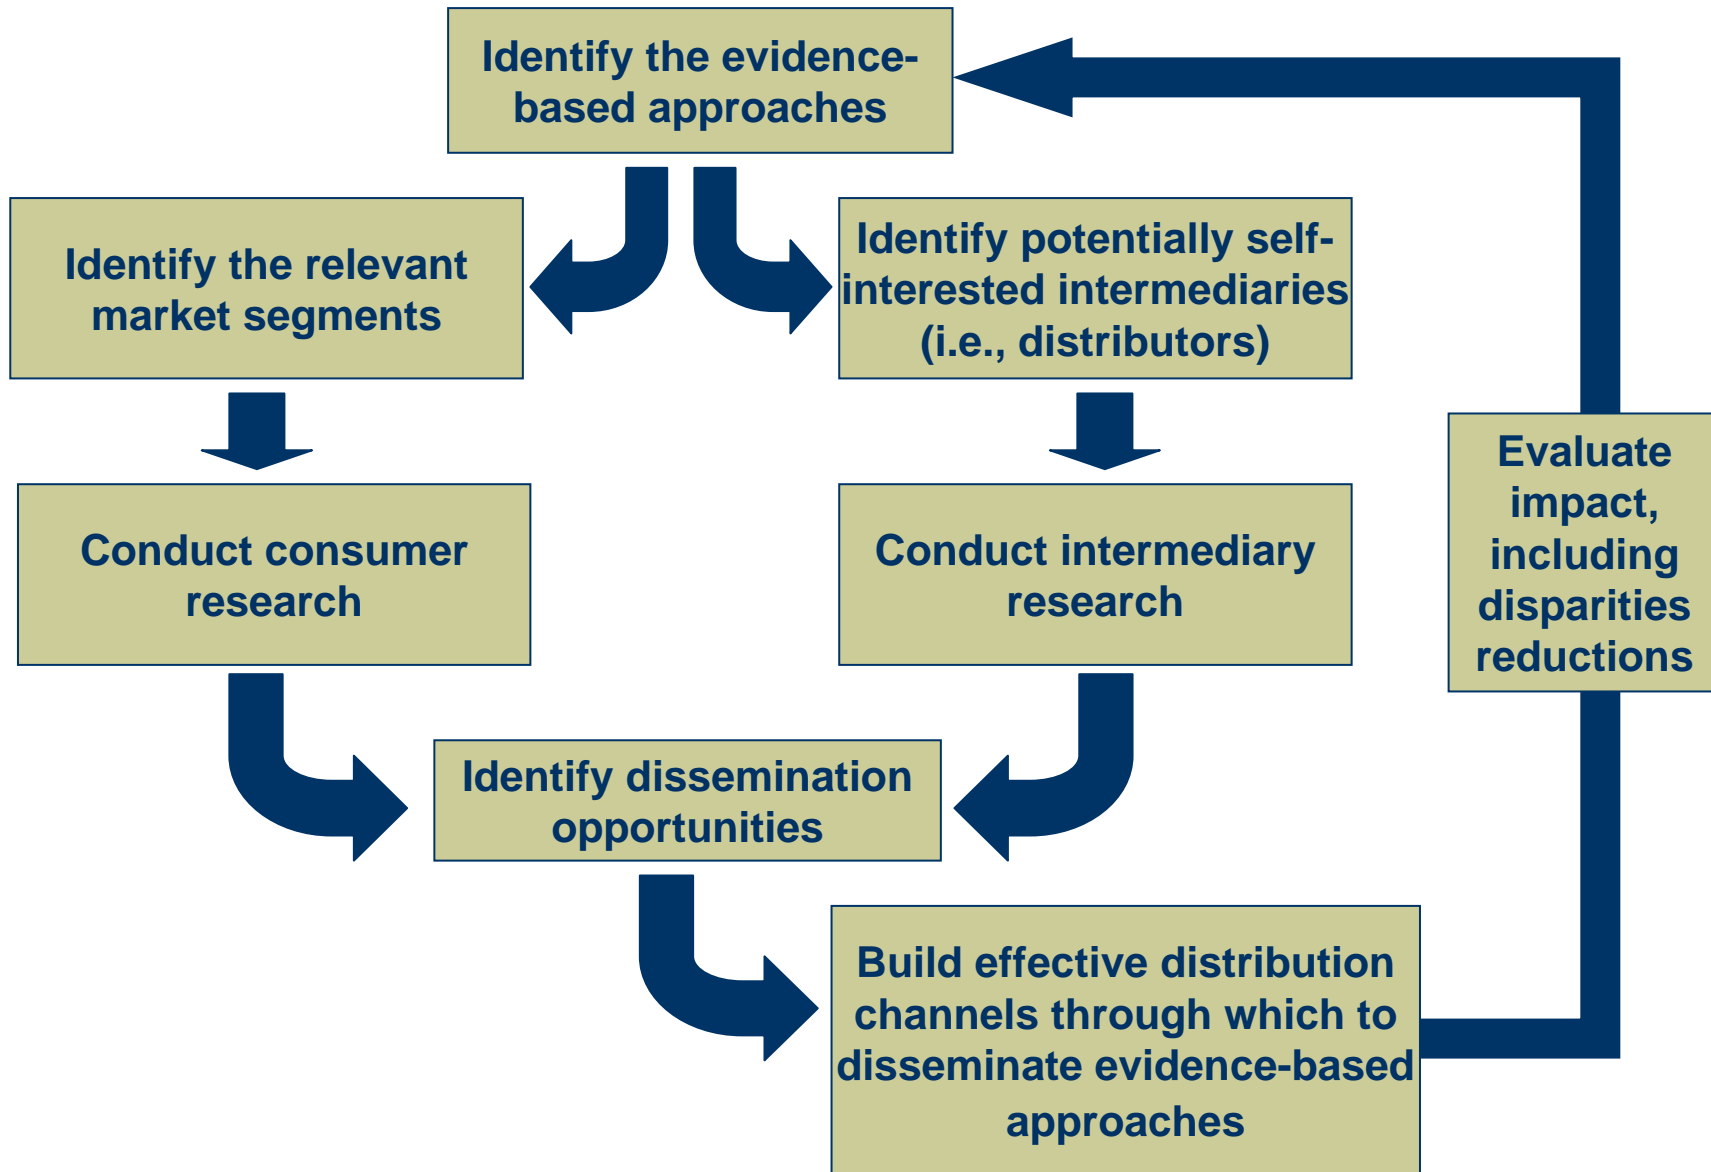 Identify the evidence-
based approaches
Identify the relevant
market segments
Identify potentially self-
interested intermediaries
(i.e., distributors)
Conduct consumer
research
Conduct intermediary
research
Evaluate
impact,
including
disparities
reductions
Identify dissemination
opportunities
Build effective distribution
channels through which to
disseminate evidence-based
approaches